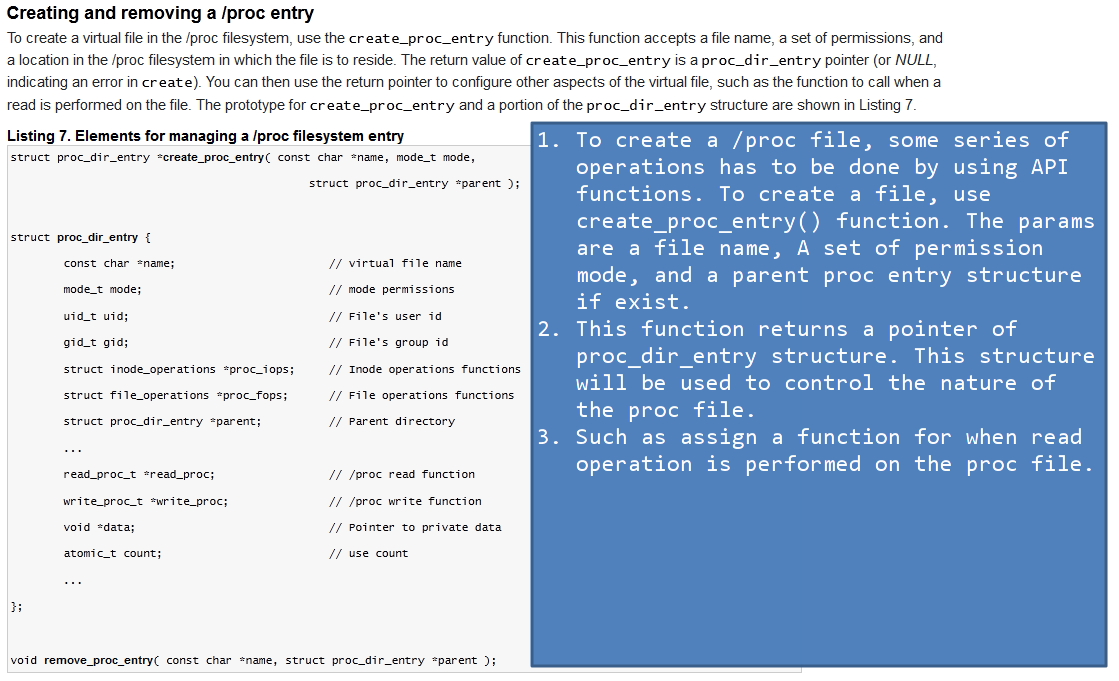 Creating and removing a /proc entry
To create a virtual file in the /proc filesystem, use the create_proc_entry function. This function accepts a file name, a set of permissions, and
a location in the /proc filesystem in which the file is to reside. The return value of create_proc_entry is a proc_dir_entry pointer (or NULL,
indicating an error in create). You can then use the return pointer to configure other aspects of the virtual file, such as the function to call when a
read is performed on the file. The prototype for create_proc_entry and a portion of the proc_dir_entry structure are shown in Listing 7.
Listing 7. Elements for managing a /proc filesystem entry
struct proc_dir_entry *create_proc_entry( const char *name, mode_t mode,
struct proc_dir_entry *parent );
struct proc_dir_entry {
const char *name; // virtual file name
mode_t mode; // mode permissions
uid_t uid; // File's user id
gid_t gid; // File's group id
struct inode_operations *proc_iops; // Inode operations functions
struct file_operations *proc_fops; // File operations functions
struct proc_dir_entry *parent; // Parent directory
...
read_proc_t *read_proc; // /proc read function
write_proc_t *write_proc; // /proc write function
void *data; // Pointer to private data
atomic_t count; // use count
...
};
void remove_proc_entry( const char *name, struct proc_dir_entry *parent );
1. To create a /proc file, some series of
operations has to be done by using API
functions. To create a file, use
create_proc_entry() function. The params
are a file name, A set of permission
mode, and a parent proc entry structure
if exist.
2. This function returns a pointer of
proc_dir_entry structure. This structure
will be used to control the nature of
the proc file.
3. Such as assign a function for when read
operation is performed on the proc file.